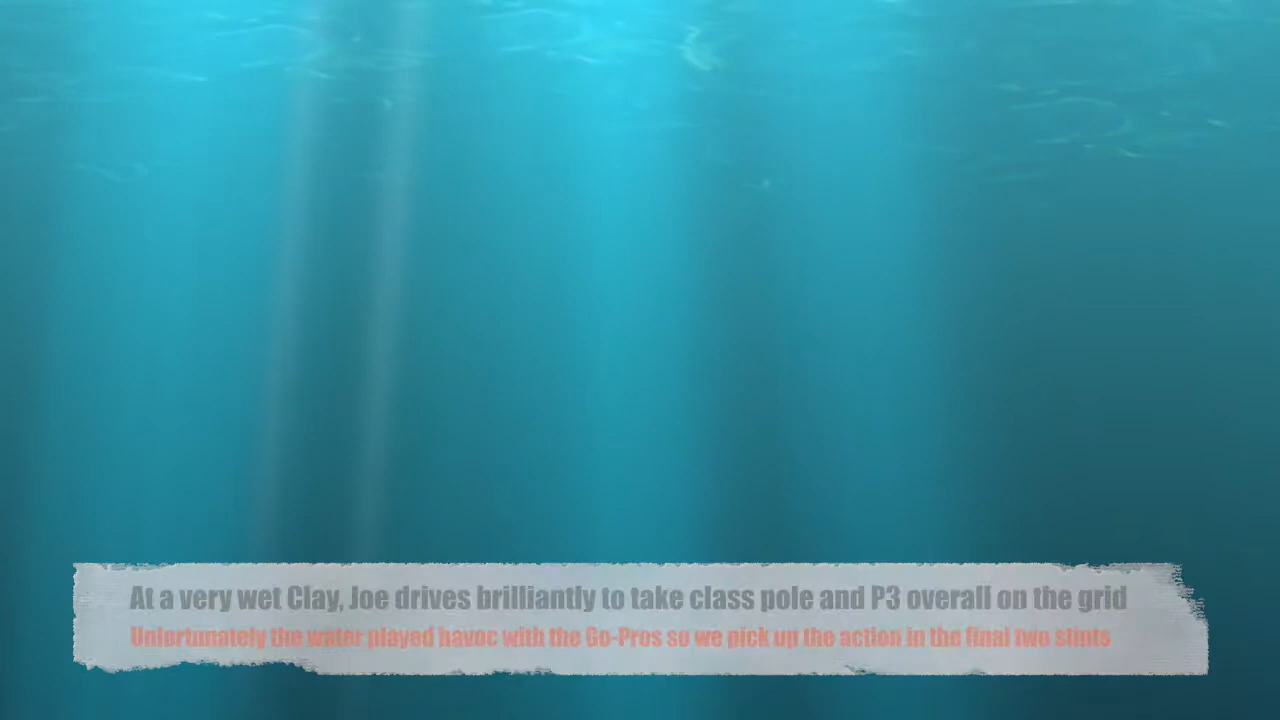 At a very wet Clay, Joe drives brilliantly to take class pole and P3 overall on the grid
Unfortunately the water played havoc with the Go-Pros so we pick up the action in the final two stints